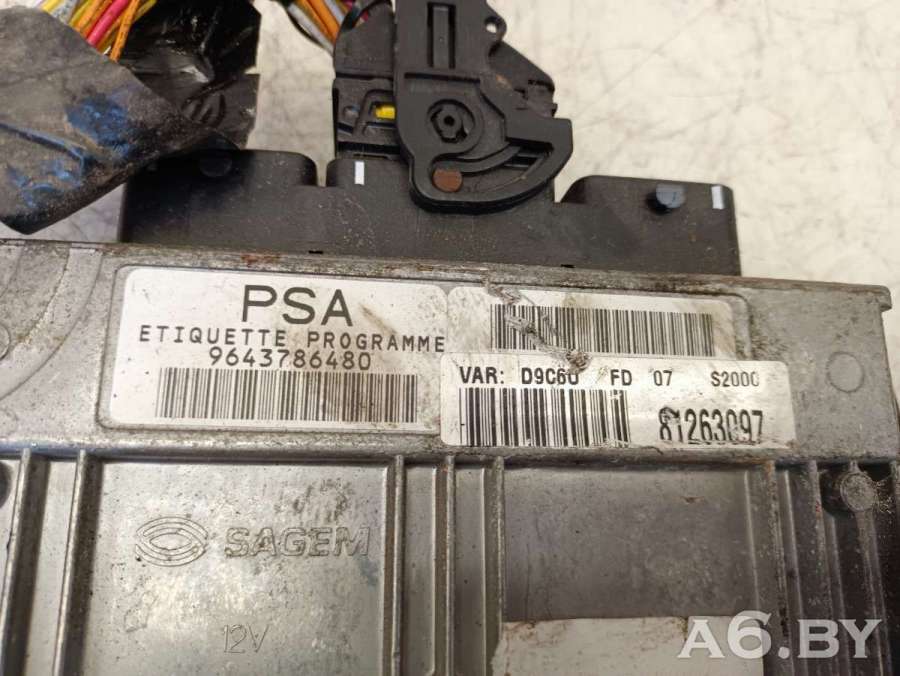 PSA
ETIQUETTE PROGRAMME
9643786480
VAR: D9C60 FD 07 S2000
81263097
SAGEM
12V
A6.BY